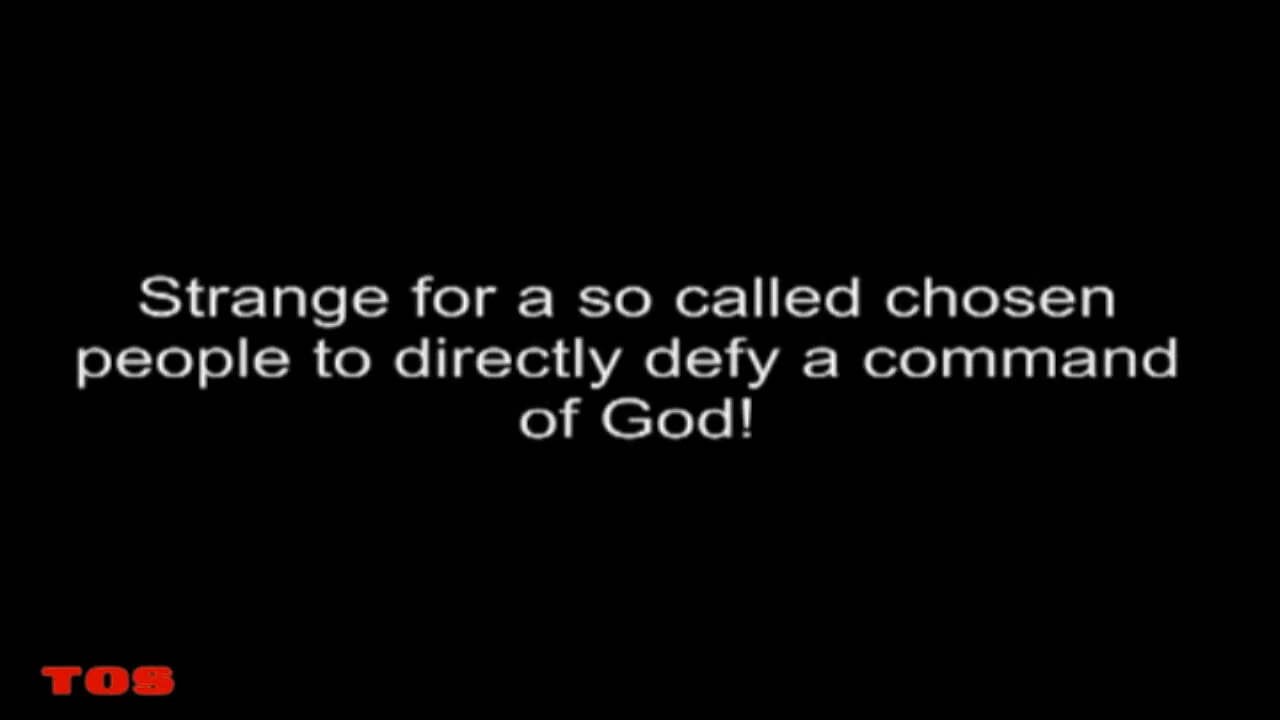 Strange for a so called chosen
people to directly defy a command
of God!
TOS